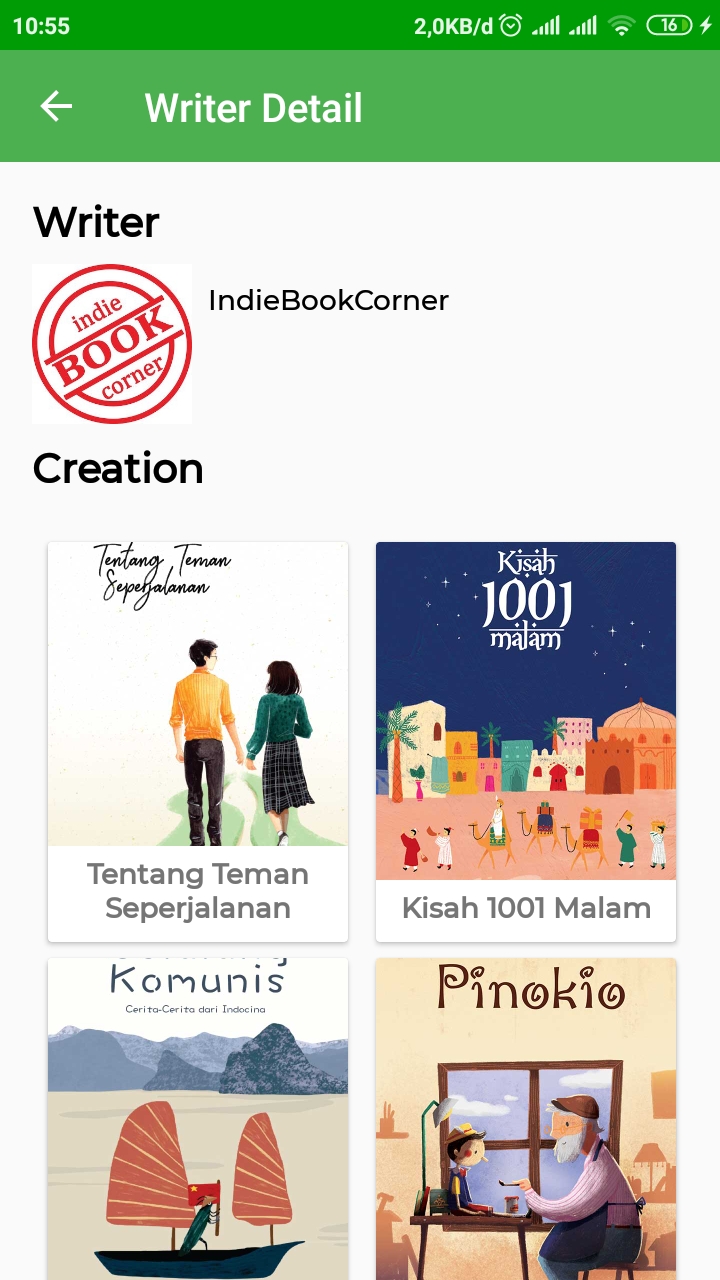 10:55
2,0KB/d
16
Writer Detail
Writer
indie
BOOK
corner
IndieBookCorner
Creation
Tentang Teman
Seperjalanan
Kisah
1001
malam
Tentang Teman
Seperjalanan
Kisah 1001 Malam
Komunis
Cerita-Cerita dari Indocina
Pinokio